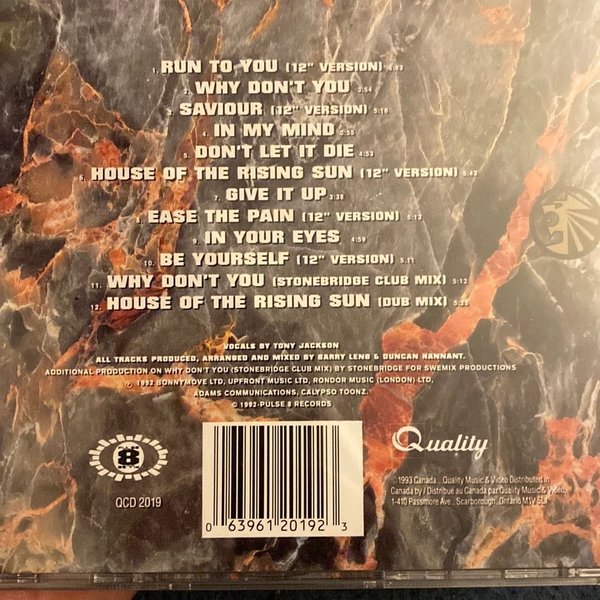 1. RUN TO YOU (12" VERSION) 5:43
2. WHY DON'T YOU 3:54
3. SAVIOUR (12" VERSION) 5:18
4. IN MY MIND 3:55
5. DON'T LET IT DIE 4:53
6. HOUSE OF THE RISING SUN (12" VERSION) 5:43
7. GIVE IT UP 3:38
8. EASE THE PAIN (12" VERSION) 5:13
9. IN YOUR EYES 4:59
10. BE YOURSELF (12" VERSION) 5.11
11. WHY DON'T YOU (STONEBRIDGE CLUB MIX) 5:13
12. HOUSE OF THE RISING SUN (DUB MIX) 5:25
VOCALS BY TONY JACKSON
ALL TRACKS PRODUCED, ARRANGED AND MIXED BY BARRY LENG & DUNCAN HANNANT.
ADDITIONAL PRODUCTION ON WHY DON'T YOU (STONEBRIDGE CLUB MIX) BY STONEBRIDGE FOR SWEMIX PRODUCTIONS
℗ 1992 BONNYMOVE LTD, UPFRONT MUSIC LTD, RONDOR MUSIC (LONDON) LTD,
ADAMS COMMUNICATIONS, CALYPSO TOONZ.
© 1992-PULSE 8 RECORDS
8
QCD 2019
0 63961 20192 3
Quality
1993 Canada, Quality Music & Video Distributed in
Canada by / Distribué au Canada par Quality Music & Video,
1-410 Passmore Ave., Scarborough, Ontario M1V 5L1